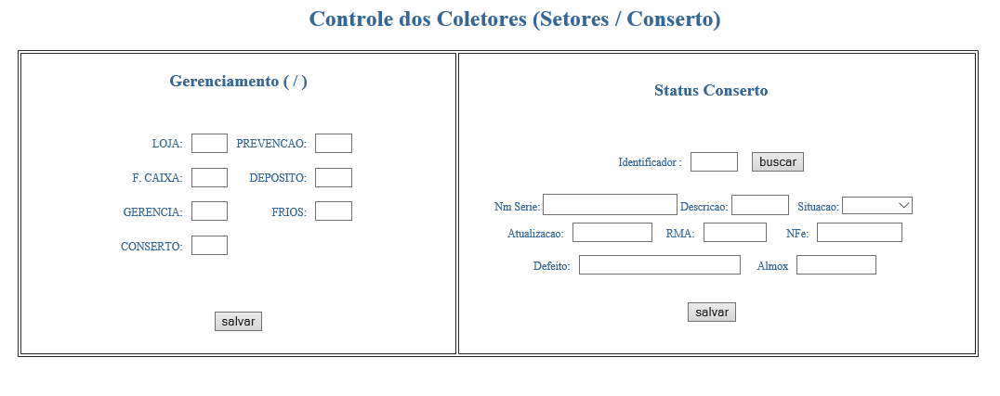 Controle dos Coletores (Setores / Conserto)
Gerenciamento ( / )
LOJA: PREVENCAO:
F. CAIXA: DEPOSITO:
GERENCIA: FRIOS:
CONSERTO:
salvar
Status Conserto
Identificador : buscar
Nm Serie: Descricao: Situacao:
Atualizacao: RMA: NFe:
Defeito: Almox
salvar